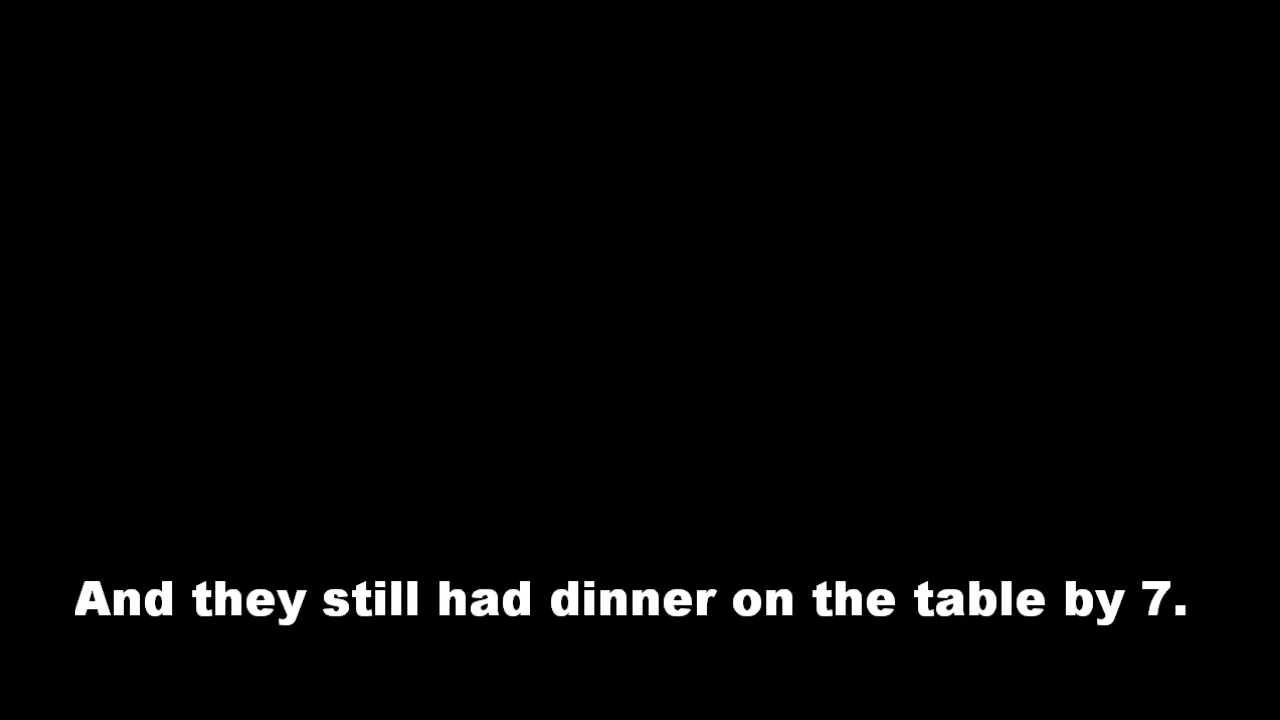 And they still had dinner on the table by 7.